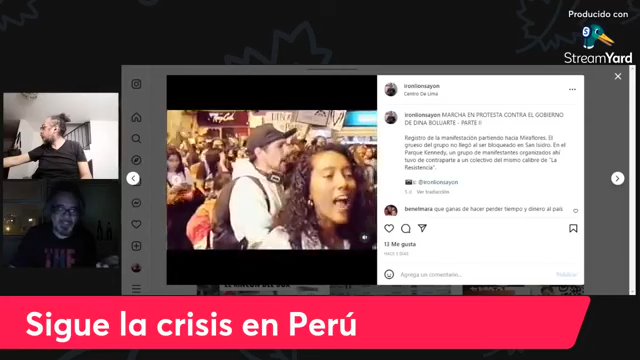 Producido con
StreamYard
ironlionsayon
Centro De Lima
ironlionsayon MARCHA EN PROTESTA CONTRA EL GOBIERNO
DE DINA BOLUARTE - PARTE II
Registro de la manifestación partiendo hacia Miraflores. El
grueso del grupo no llegó al ser bloqueado en San Isidro. En el
Parque Kennedy, un grupo de manifestantes organizados ahí
tuvo de contraparte a un colectivo del mismo calibre de "La
Resistencia".
: @ironlionsayon
5 d Ver traducción
benelmara que ganas de hacer perder tiempo y dinero al país
13 Me gusta
HACE 5 DÍAS
Agrega un comentario...
Publicar
Sigue la crisis en Perú